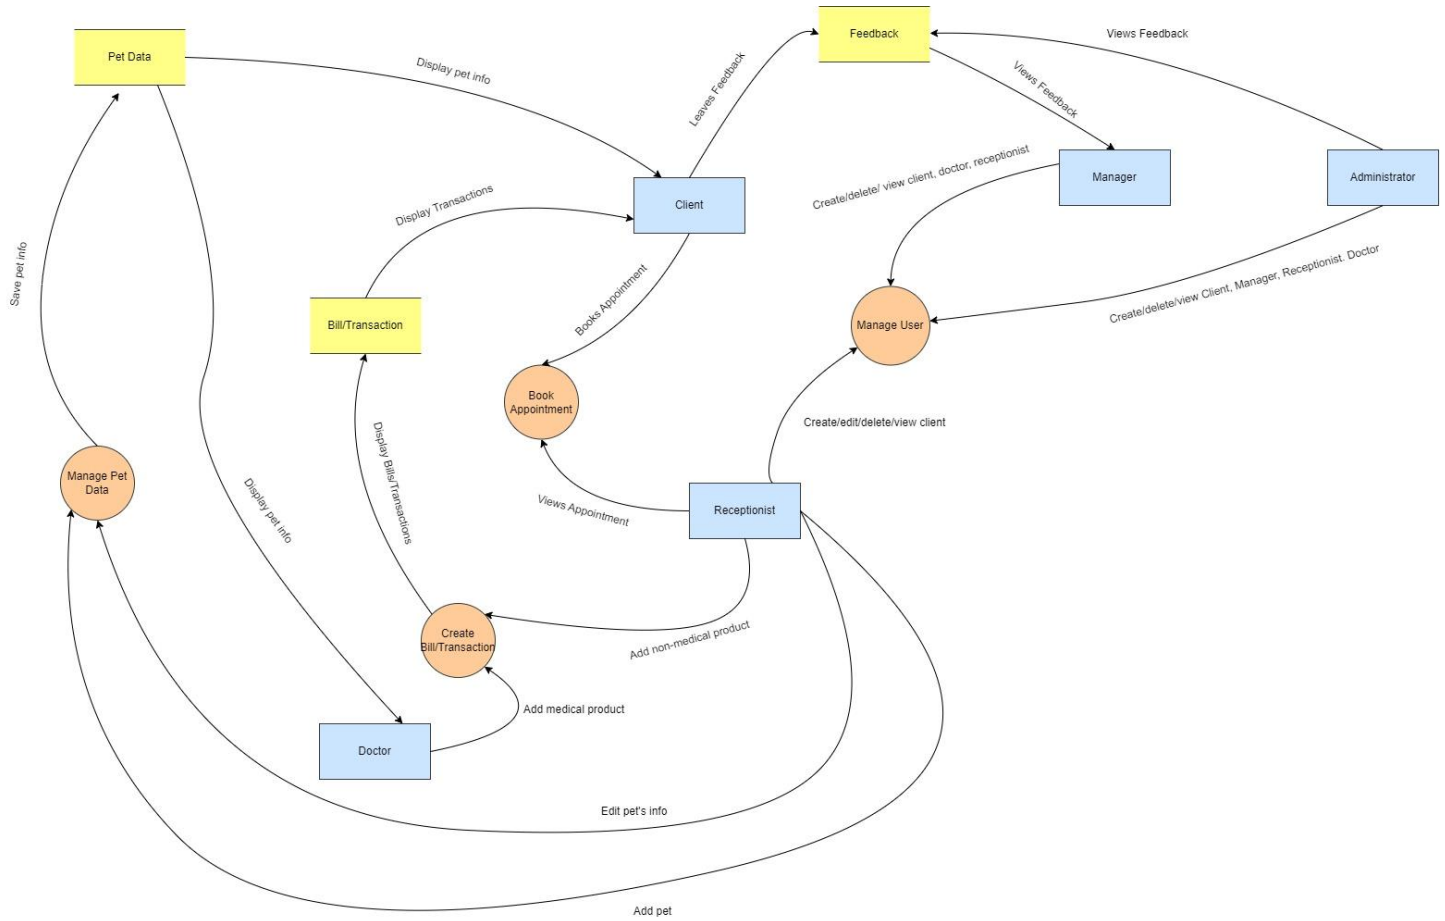 Feedback
Views Feedback
Pet Data
Display pet info
Leaves Feedback
Views Feedback
Create/delete/ view client, doctor, receptionist
Manager
Administrator
Display Transactions
Client
Save pet info
Books Appointment
Create/delete/view Client, Manager, Receptionist. Doctor
Bill/Transaction
Manage User
Book
Appointment
Create/edit/delete/view client
Display Bills/Transactions
Manage Pet
Data
Display pet info
Views Appointment
Receptionist
Create
Bill/Transaction
Add non-medical product
Add medical product
Doctor
Edit pet's info
Add pet